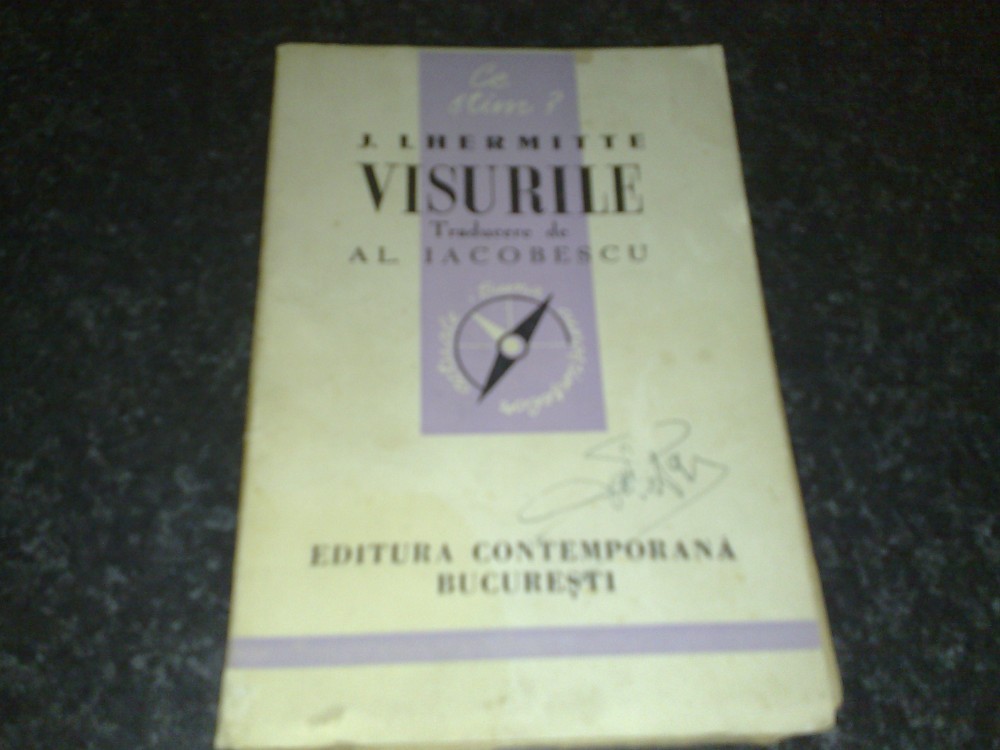 Ce
știm?
J. LHERMITTE
VISURILE
Traducere de
AL. IACOBESCU
EDITURA CONTEMPORANĂ
BUCUREȘTI